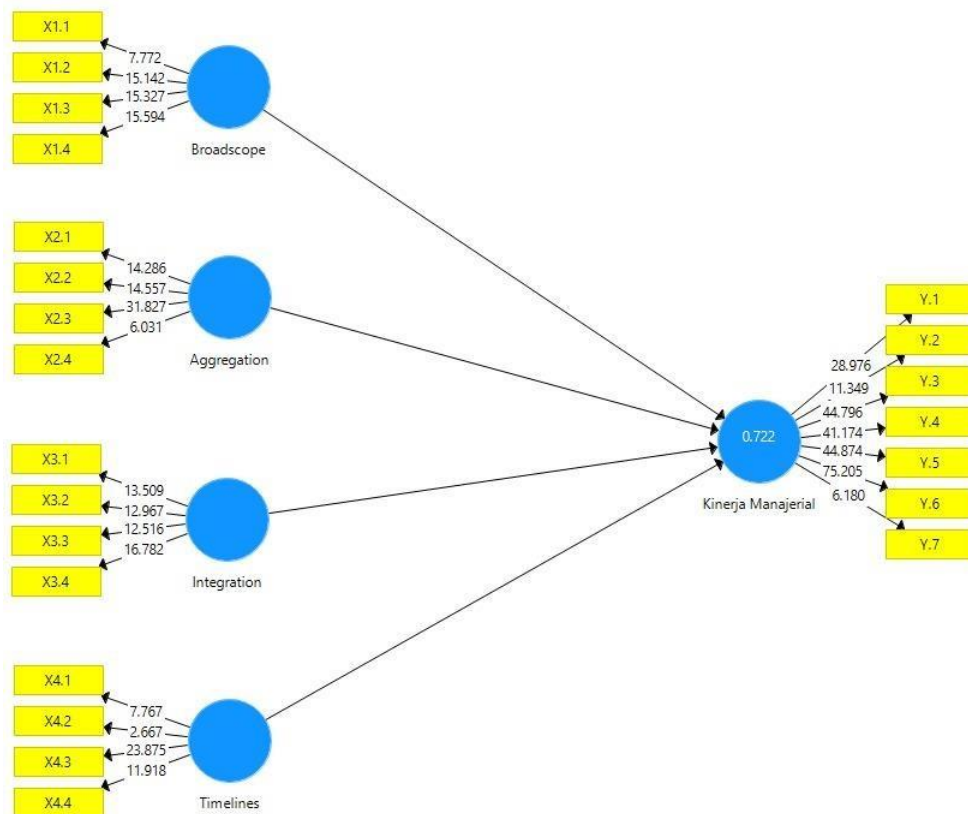 X1.1
7.772
X1.2
15.142
X1.3
15.327
15.594
X1.4
Broadscope
X2.1
14.286
X2.2
14.557
X2.3
31.827
6.031
X2.4
Aggregation
X3.1
13.509
X3.2
12.967
X3.3
12.516
16.782
X3.4
Integration
X4.1
7.767
X4.2
2.667
X4.3
23.875
11.918
X4.4
Timelines
0.722
Kinerja Manajerial
Y.1
28.976
Y.2
11.349
Y.3
44.796
Y.4
41.174
44.874
Y.5
75.205
6.180
Y.6
Y.7